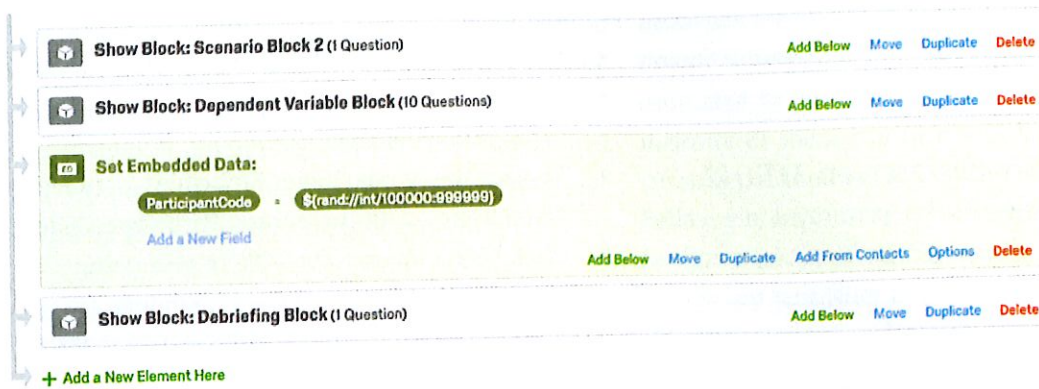 Show Block: Scenario Block 2 (1 Question) Add Below Move Duplicate Delete
Show Block: Dependent Variable Block (10 Questions) Add Below Move Duplicate Delete
Set Embedded Data:
ParticipantCode = ${rand://int/100000:999999}
Add a New Field
Add Below Move Duplicate Add From Contacts Options Delete
Show Block: Debriefing Block (1 Question) Add Below Move Duplicate Delete
+ Add a New Element Here